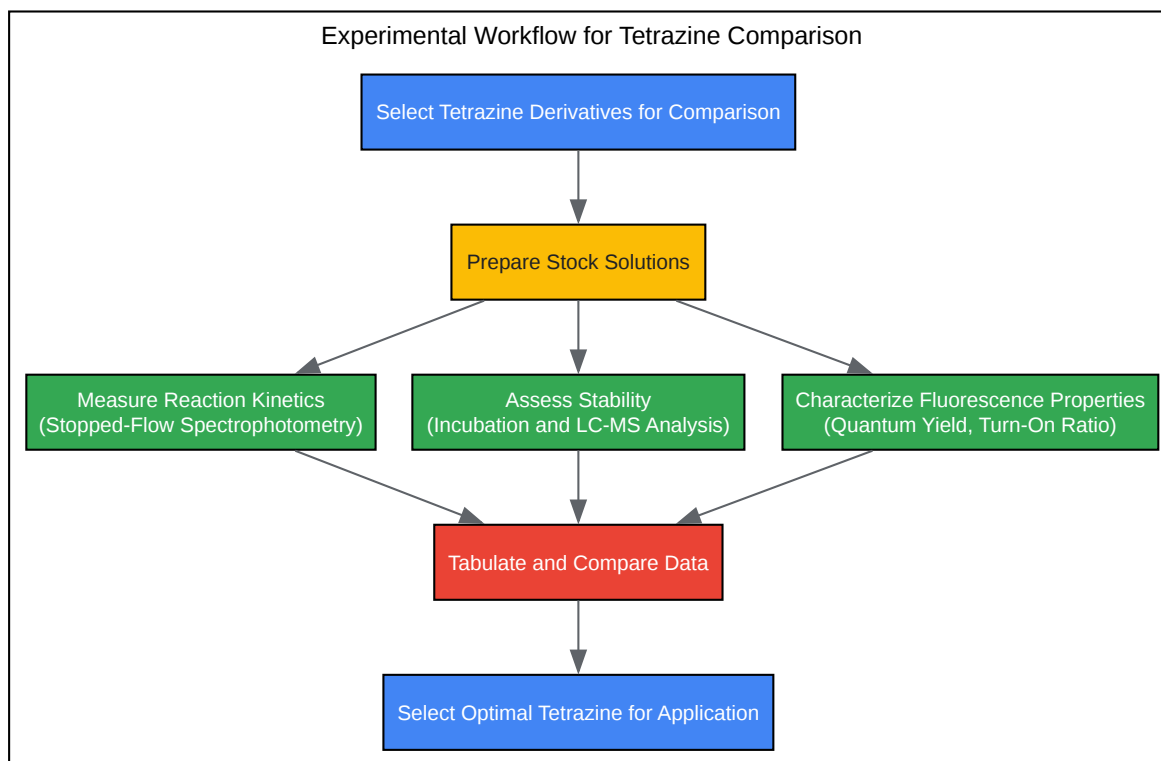 Experimental Workflow for Tetrazine Comparison
Select Tetrazine Derivatives for Comparison
Prepare Stock Solutions
Measure Reaction Kinetics
(Stopped-Flow Spectrophotometry)
Assess Stability
(Incubation and LC-MS Analysis)
Characterize Fluorescence Properties
(Quantum Yield, Turn-On Ratio)
Tabulate and Compare Data
Select Optimal Tetrazine for Application